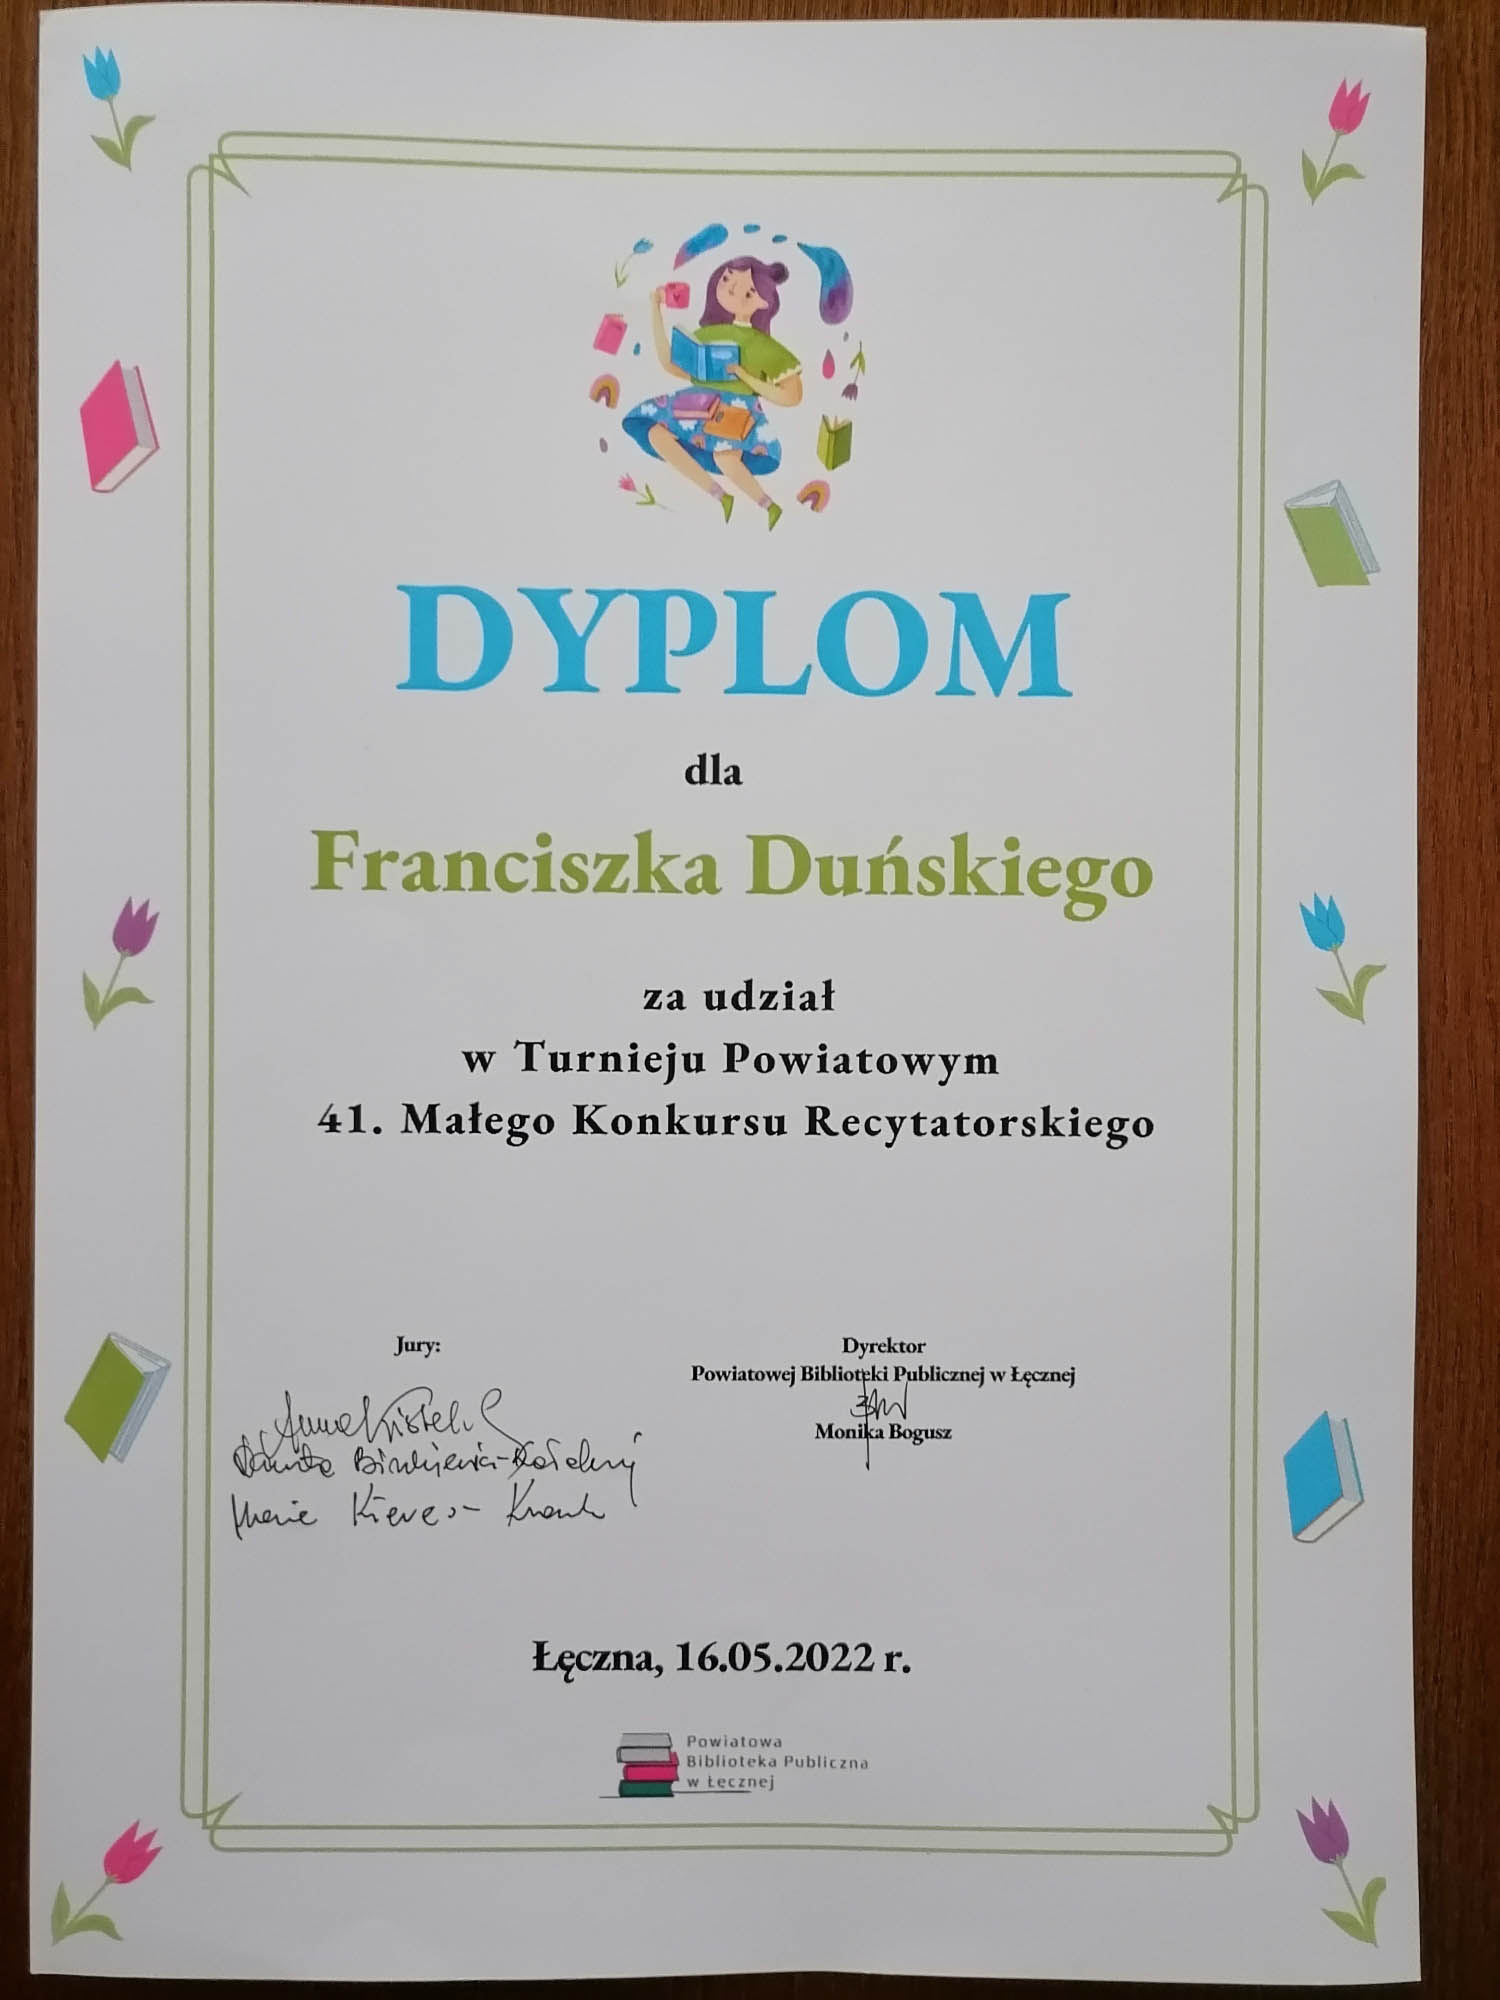 DYPLOM
dla
Franciszka Duńskiego
za udział
w Turnieju Powiatowym
41. Małego Konkursu Recytatorskiego
Jury:
Dyrektor
Powiatowej Biblioteki Publicznej w Łęcznej
Monika Bogusz
Łęczna, 16.05.2022 r.
Powiatowa
Biblioteka Publiczna
w Łęcznej